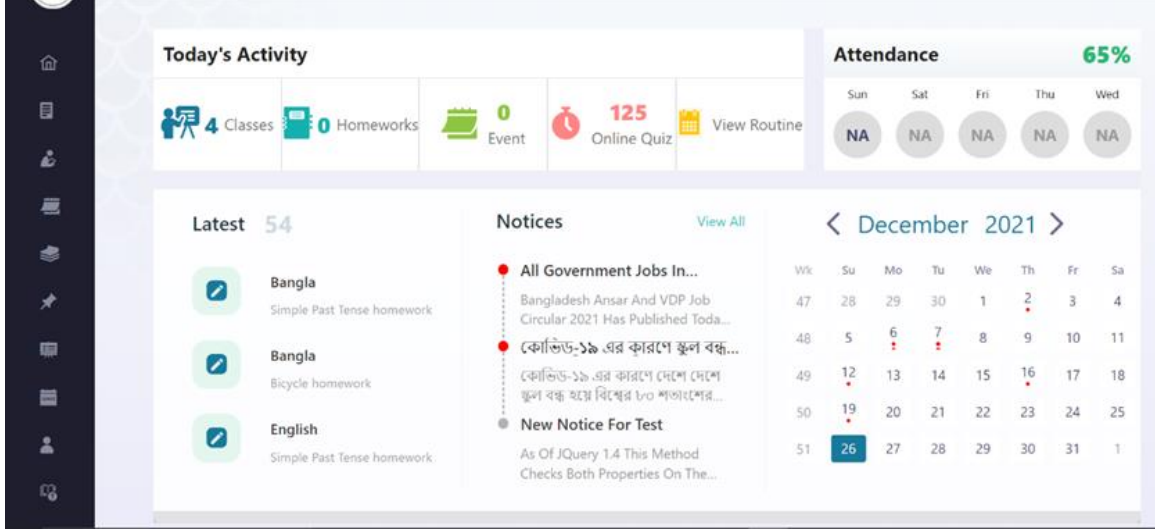 Today's Activity
4 Classes
0 Homeworks
0
Event
125
Online Quiz
View Routine
Attendance 65%
Sun Sat Fri Thu Wed
NA NA NA NA NA
Latest 54
Bangla
Simple Past Tense homework
Bangla
Bicycle homework
English
Simple Past Tense homework
Notices View All
All Government Jobs In...
Bangladesh Ansar And VDP Job
Circular 2021 Has Published Toda...
কোভিড-১৯ এর কারণে স্কুল বন্ধ...
কোভিড-১৯ এর কারণে দেশে দেশে
স্কুল বন্ধ হয়ে বিশ্বের ৮০ শতাংশের...
New Notice For Test
As Of JQuery 1.4 This Method
Checks Both Properties On The...
December 2021
Wk Su Mo Tu We Th Fr Sa
47 28 29 30 1 2 3 4
48 5 6 7 8 9 10 11
49 12 13 14 15 16 17 18
50 19 20 21 22 23 24 25
51 26 27 28 29 30 31 1